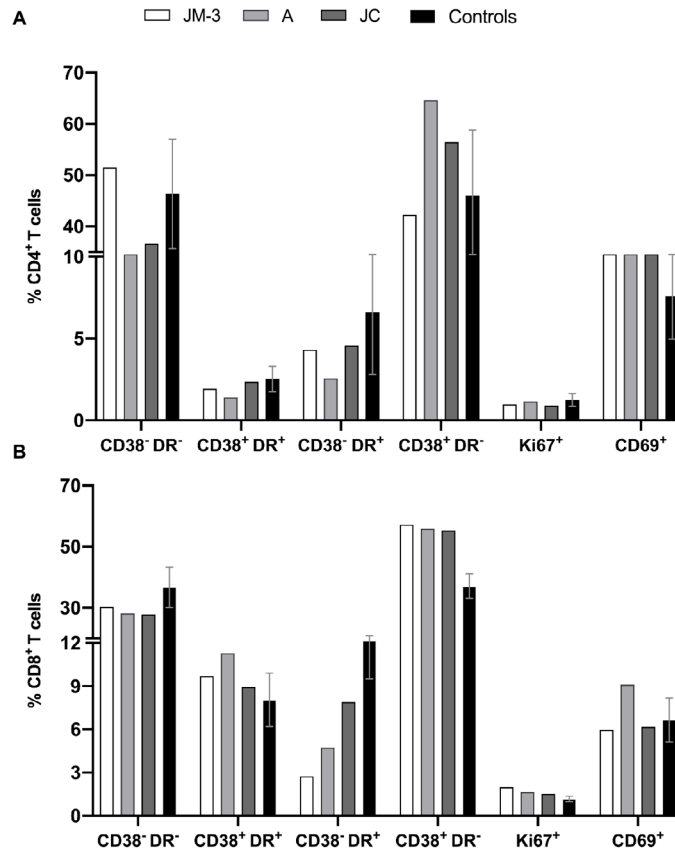 A
JM-3 A JC Controls
70
60
50
40
10
5
0
% CD4⁺ T cells
CD38⁻ DR⁻ CD38⁺ DR⁺ CD38⁻ DR⁺ CD38⁺ DR⁻ Ki67⁺ CD69⁺
B
70
50
30
12
9
6
3
0
% CD8⁺ T cells
CD38⁻ DR⁻ CD38⁺ DR⁺ CD38⁻ DR⁺ CD38⁺ DR⁻ Ki67⁺ CD69⁺